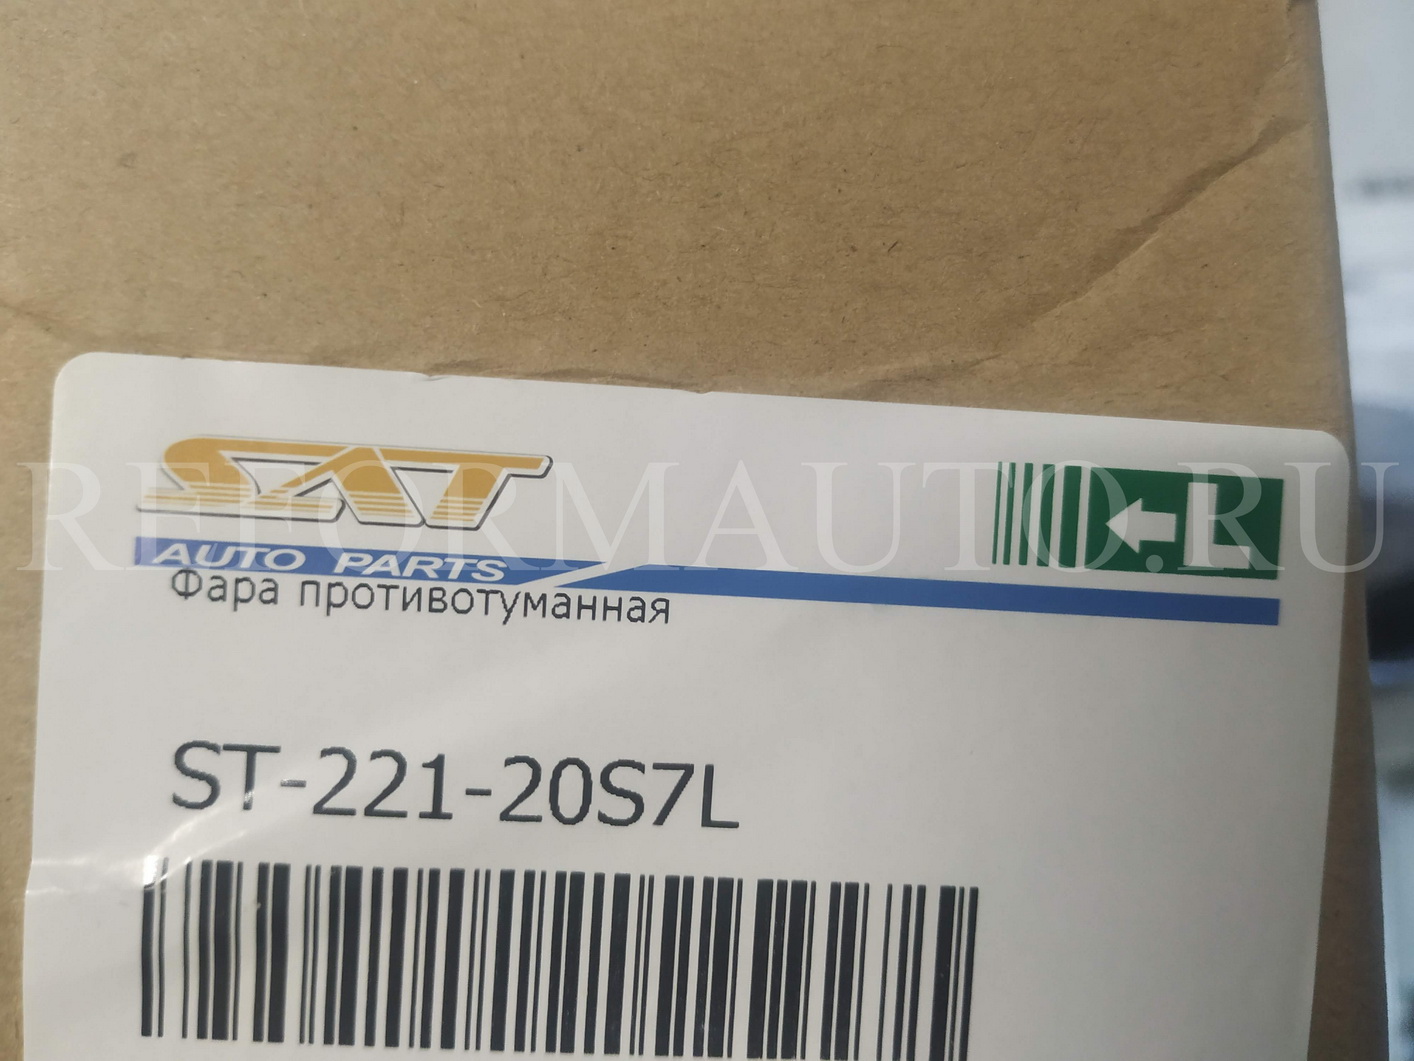 SAT
L
REFORMAUTO.RU
AUTO PARTS
Фара противотуманная
ST-221-20S7L